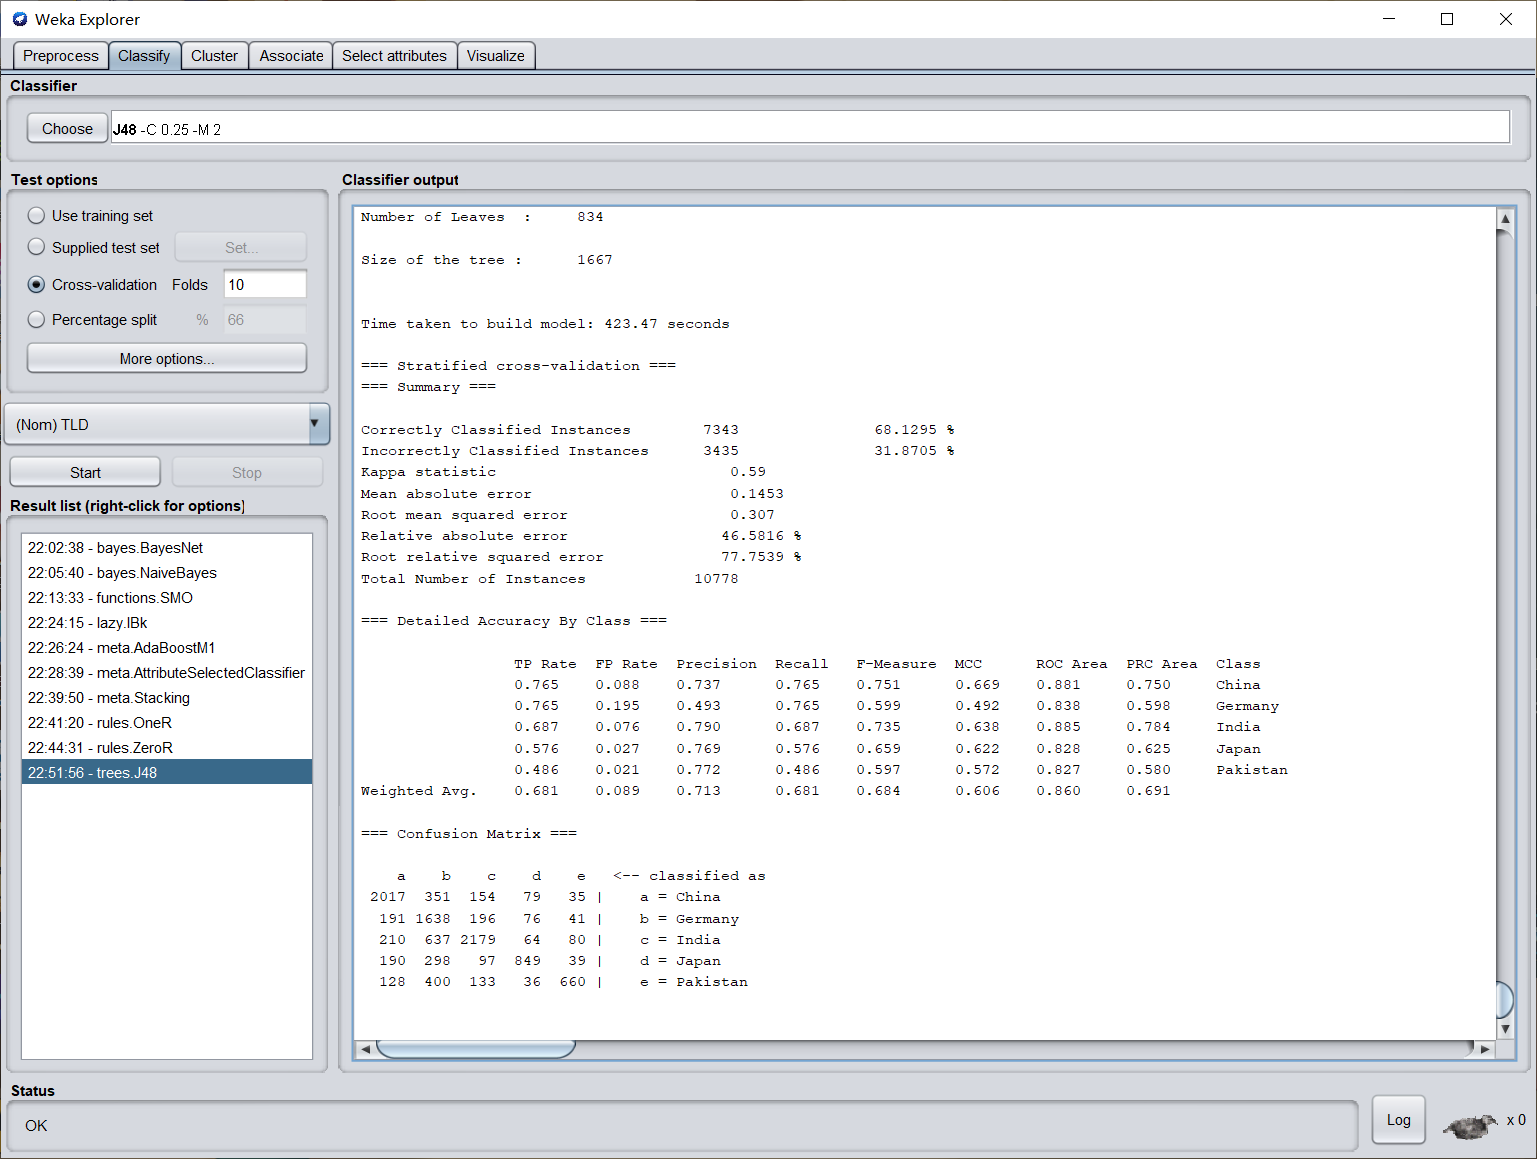 Weka Explorer
Preprocess Classify Cluster Associate Select attributes Visualize
Classifier
Choose J48 -C 0.25 -M 2
Test options
Use training set
Supplied test set Set...
Cross-validation Folds 10
Percentage split % 66
More options...
(Nom) TLD
Start Stop
Result list (right-click for options)
22:02:38 - bayes.BayesNet
22:05:40 - bayes.NaiveBayes
22:13:33 - functions.SMO
22:24:15 - lazy.IBk
22:26:24 - meta.AdaBoostM1
22:28:39 - meta.AttributeSelectedClassifier
22:39:50 - meta.Stacking
22:41:20 - rules.OneR
22:44:31 - rules.ZeroR
22:51:56 - trees.J48
Classifier output
Number of Leaves : 834
Size of the tree : 1667
Time taken to build model: 423.47 seconds
=== Stratified cross-validation ===
=== Summary ===
Correctly Classified Instances 7343 68.1295 %
Incorrectly Classified Instances 3435 31.8705 %
Kappa statistic 0.59
Mean absolute error 0.1453
Root mean squared error 0.307
Relative absolute error 46.5816 %
Root relative squared error 77.7539 %
Total Number of Instances 10778
=== Detailed Accuracy By Class ===
TP Rate FP Rate Precision Recall F-Measure MCC ROC Area PRC Area Class
0.765 0.088 0.737 0.765 0.751 0.669 0.881 0.750 China
0.765 0.195 0.493 0.765 0.599 0.492 0.838 0.598 Germany
0.687 0.076 0.790 0.687 0.735 0.638 0.885 0.784 India
0.576 0.027 0.769 0.576 0.659 0.622 0.828 0.625 Japan
0.486 0.021 0.772 0.486 0.597 0.572 0.827 0.580 Pakistan
Weighted Avg. 0.681 0.089 0.713 0.681 0.684 0.606 0.860 0.691
=== Confusion Matrix ===
a b c d e <-- classified as
2017 351 154 79 35 | a = China
191 1638 196 76 41 | b = Germany
210 637 2179 64 80 | c = India
190 298 97 849 39 | d = Japan
128 400 133 36 660 | e = Pakistan
Status
OK
Log
x 0